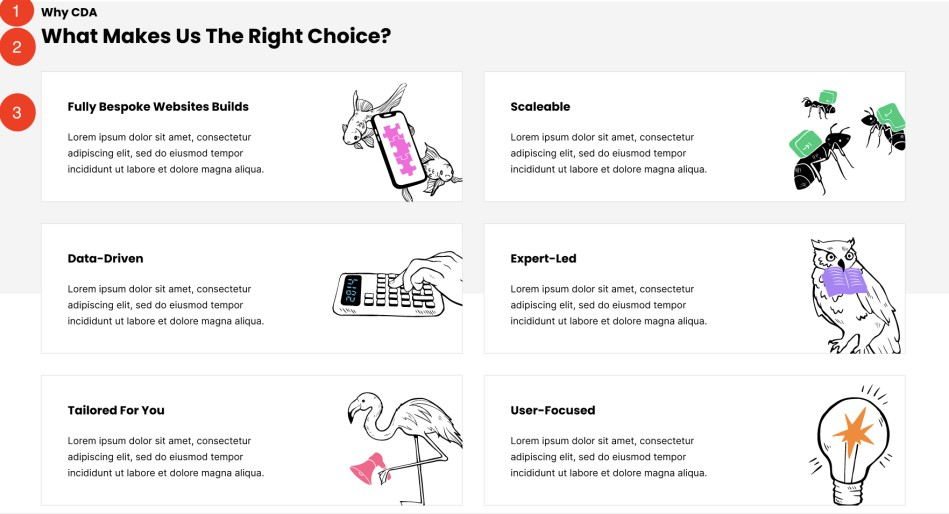 1
Why CDA
2
What Makes Us The Right Choice?
3
Fully Bespoke Websites Builds
Lorem ipsum dolor sit amet, consectetur
adipiscing elit, sed do eiusmod tempor
incididunt ut labore et dolore magna aliqua.
Scaleable
Lorem ipsum dolor sit amet, consectetur
adipiscing elit, sed do eiusmod tempor
incididunt ut labore et dolore magna aliqua.
Data-Driven
Lorem ipsum dolor sit amet, consectetur
adipiscing elit, sed do eiusmod tempor
incididunt ut labore et dolore magna aliqua.
2014
Expert-Led
Lorem ipsum dolor sit amet, consectetur
adipiscing elit, sed do eiusmod tempor
incididunt ut labore et dolore magna aliqua.
Tailored For You
Lorem ipsum dolor sit amet, consectetur
adipiscing elit, sed do eiusmod tempor
incididunt ut labore et dolore magna aliqua.
User-Focused
Lorem ipsum dolor sit amet, consectetur
adipiscing elit, sed do eiusmod tempor
incididunt ut labore et dolore magna aliqua.